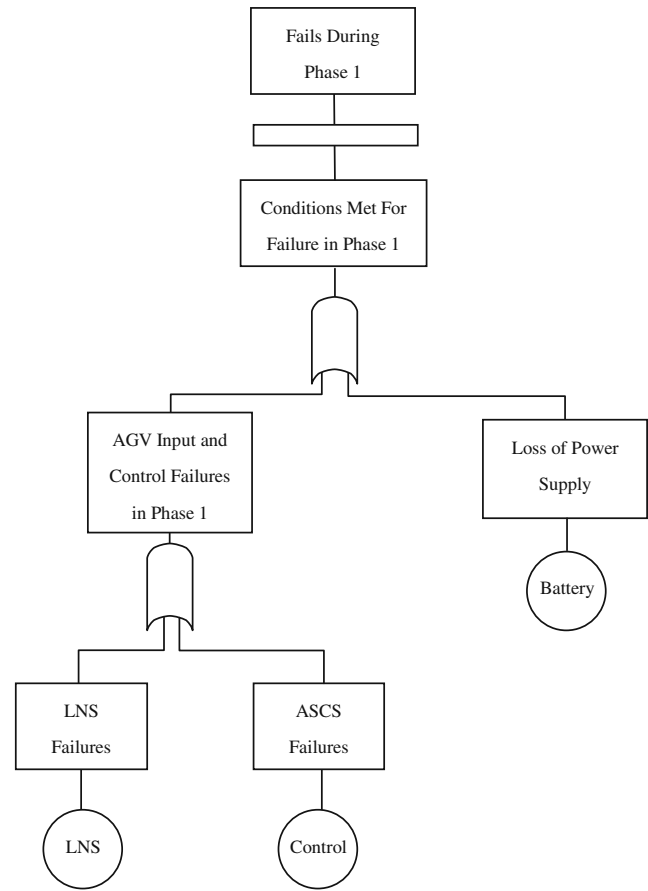 Fails During
Phase 1
Conditions Met For
Failure in Phase 1
AGV Input and
Control Failures
in Phase 1
Loss of Power
Supply
Battery
LNS
Failures
ASCS
Failures
LNS
Control